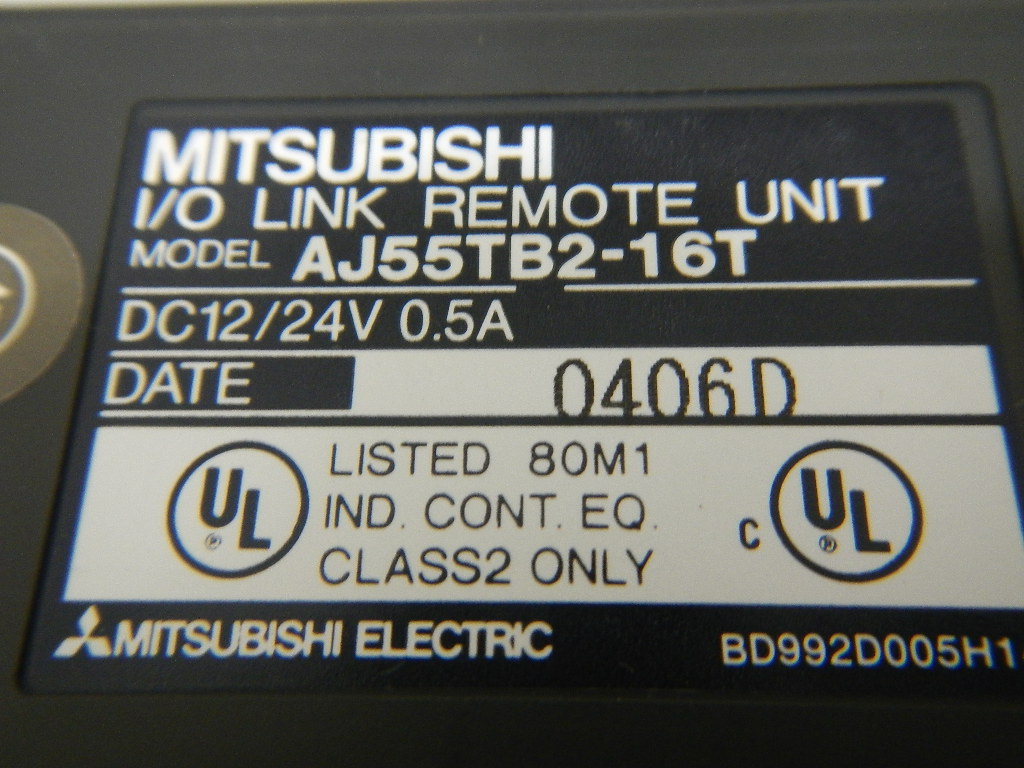 MITSUBISHI
I/O LINK REMOTE UNIT
MODEL AJ55TB2-16T
DC12/24V 0.5A
DATE 0406D
UL ® LISTED 80M1 C UL ®
IND. CONT. EQ.
CLASS2 ONLY
MITSUBISHI ELECTRIC BD992D005H1